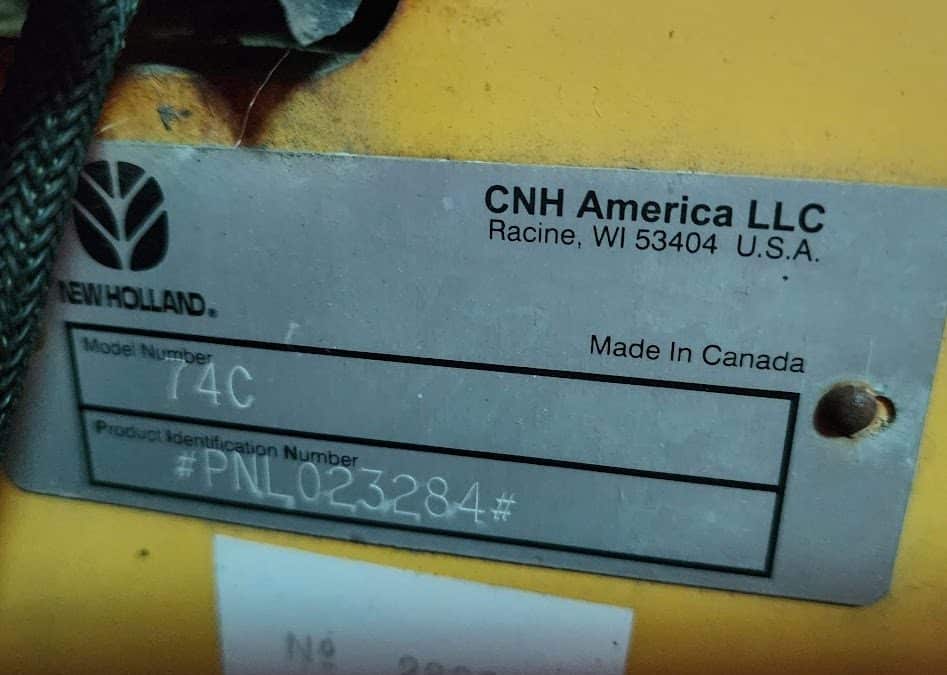 CNH America LLC
Racine, WI 53404 U.S.A.
NEW HOLLAND®
Made In Canada
Model Number
74C
Product Identification Number
#PNL023284#
Nº